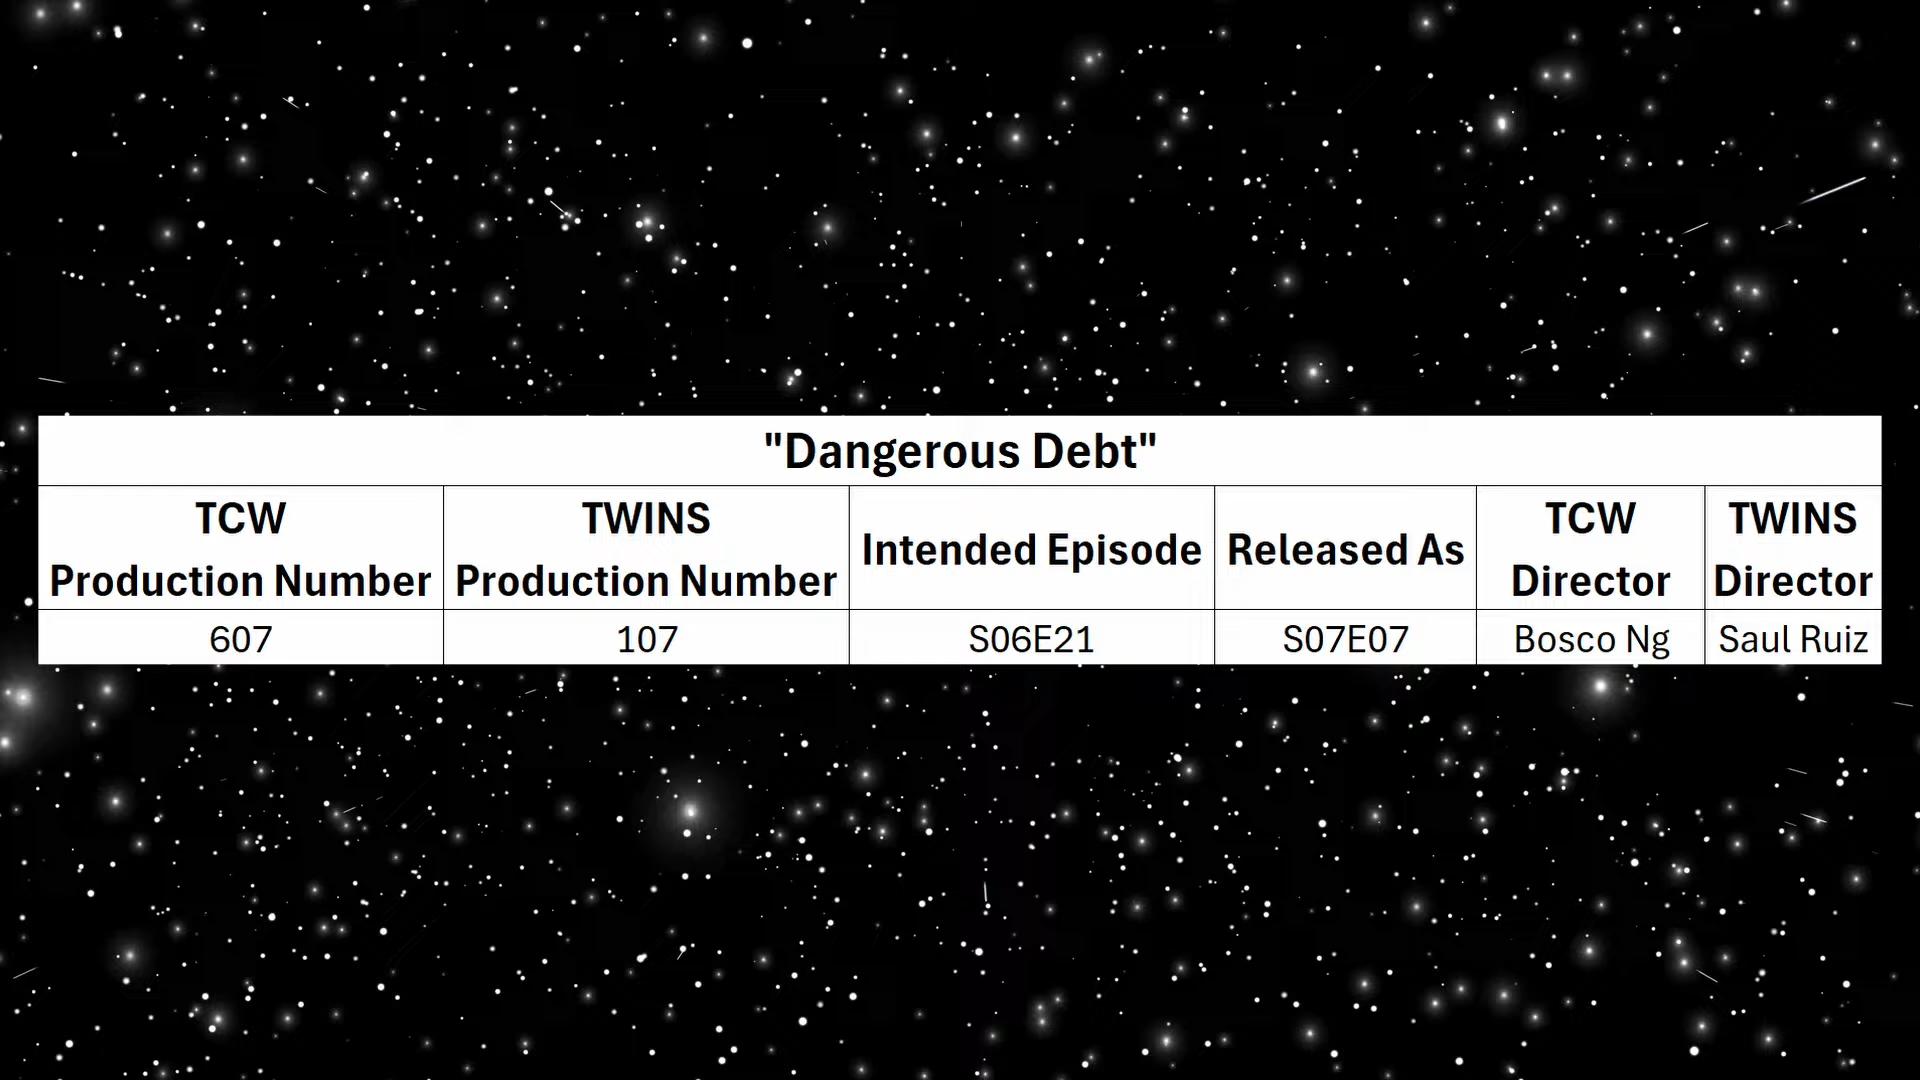 "Dangerous Debt"
TCW
Production Number
TWINS
Production Number
Intended Episode
Released As
TCW
Director
TWINS
Director
607
107
S06E21
S07E07
Bosco Ng
Saul Ruiz